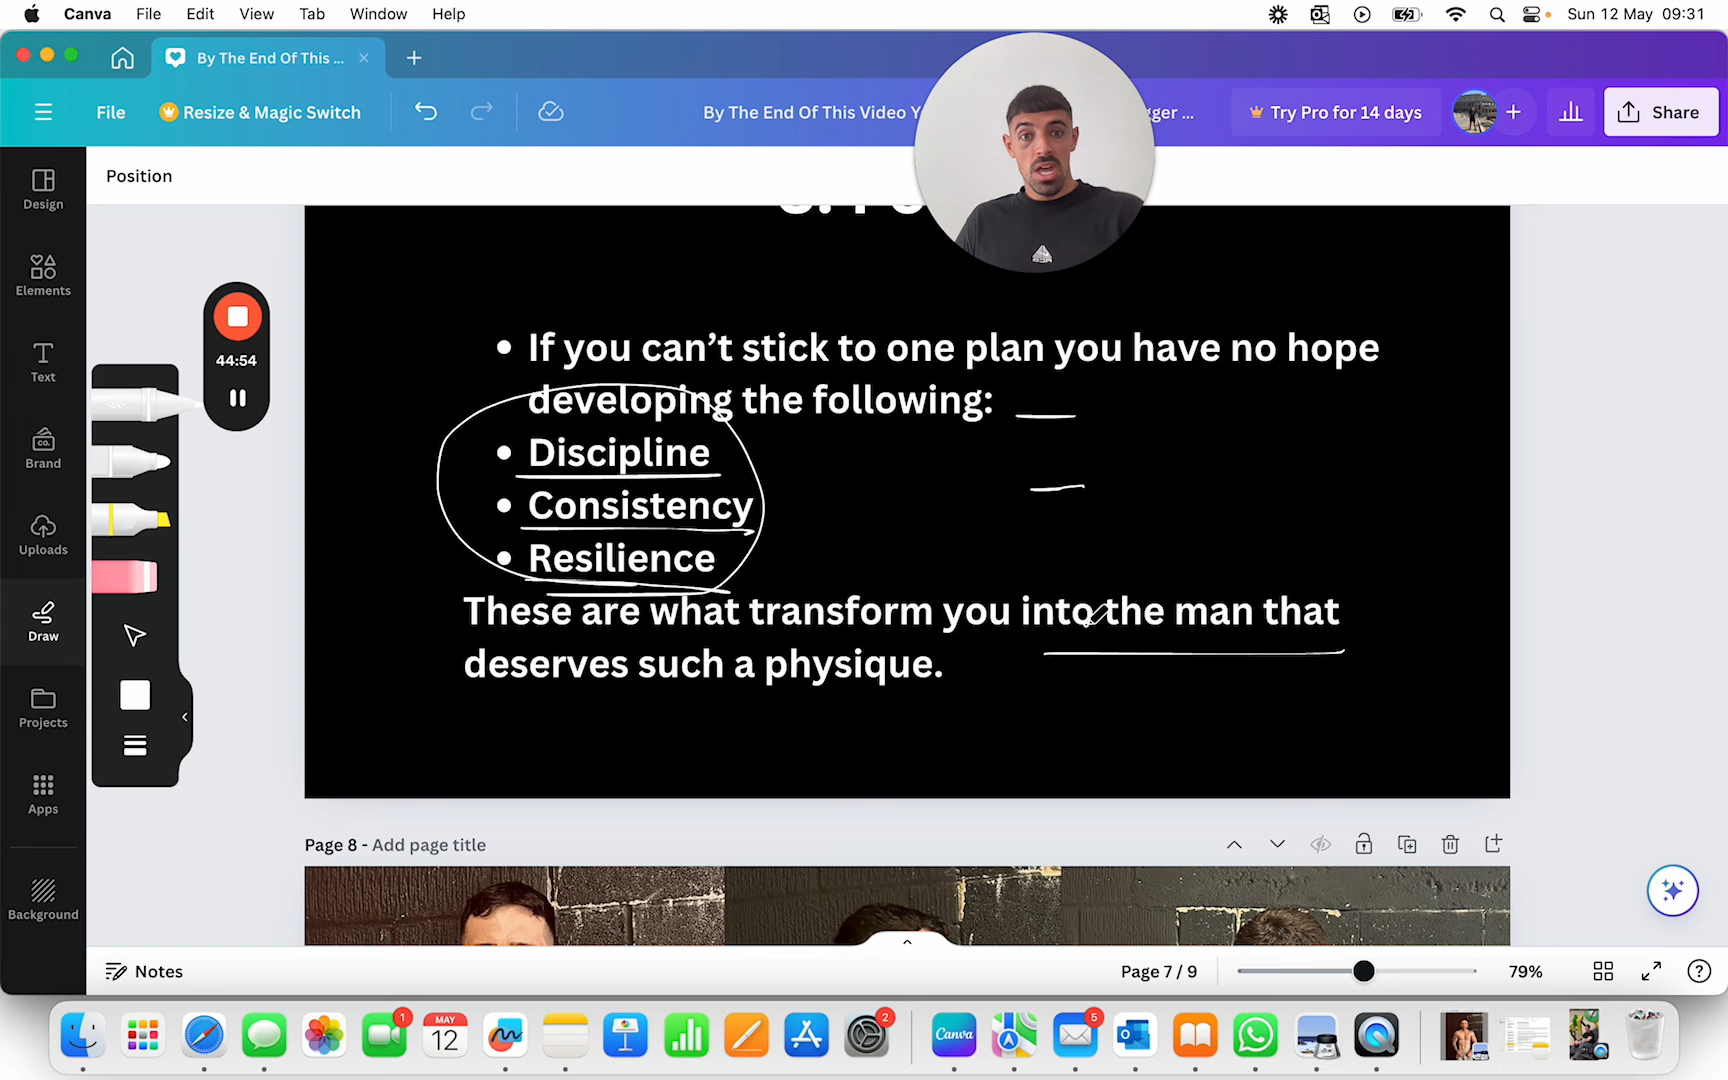 Canva File Edit View Tab Window Help Sun 12 May 09:31
By The End Of This ...
File Resize & Magic Switch By The End Of This Video Y gger ... Try Pro for 14 days Share
Position
Design
Elements
Text
Brand
Uploads
Draw
Projects
Apps
Background
44:54
• If you can't stick to one plan you have no hope
developing the following:
• Discipline
• Consistency
• Resilience
These are what transform you into the man that
deserves such a physique.
Page 8 - Add page title
Notes Page 7 / 9 79%
1 MAY 12 2 Canva 5